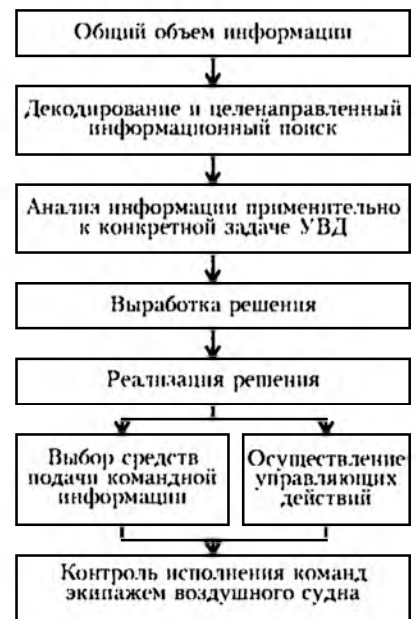 Общий объем информации
Декодирование и целенаправленный
информационный поиск
Анализ информации применительно
к конкретной задаче УВД
Выработка решения
Реализация решения
Выбор средств
подачи командной
информации
Осуществление
управляющих
действий
Контроль исполнения команд
экипажем воздушного судна